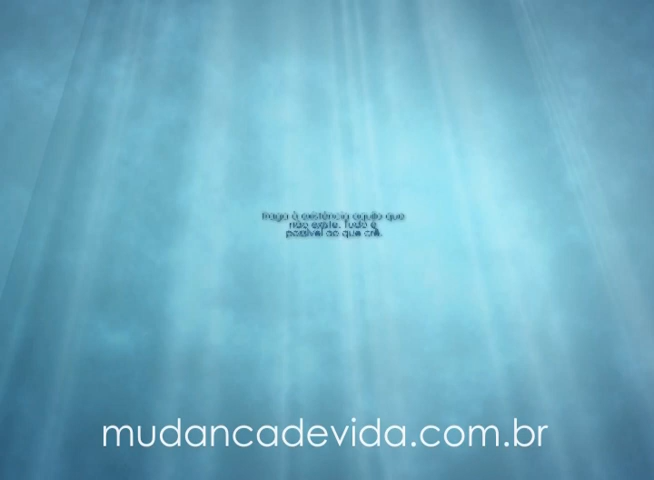 Traga à existência aquilo que
não existe. Tudo é
possível ao que crê.
mudancadevida.com.br